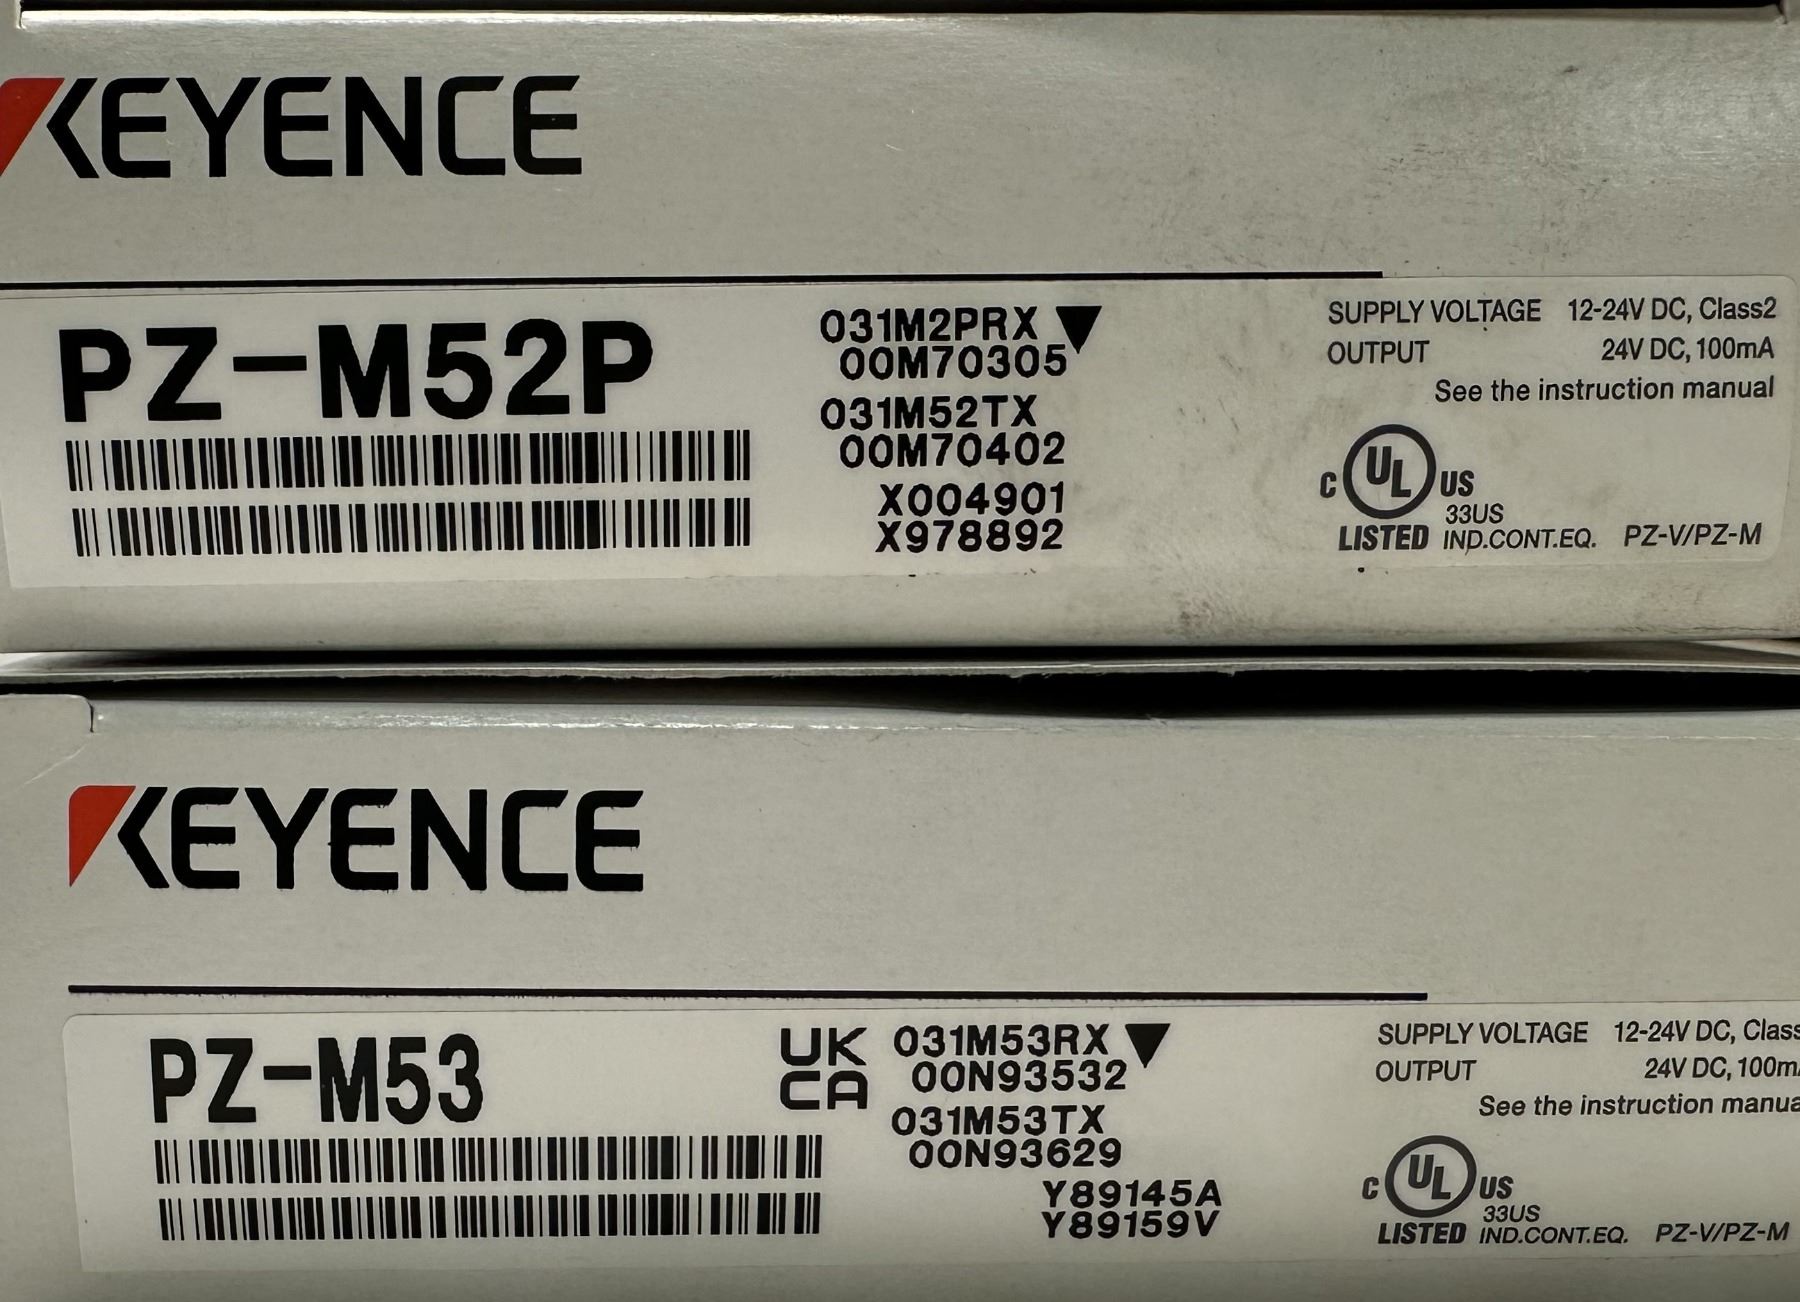 KEYENCE
PZ-M52P
031M2PRX ▼
00M70305
031M52TX
00M70402
X004901
X978892
SUPPLY VOLTAGE 12-24V DC, Class2
OUTPUT 24V DC, 100mA
See the instruction manual
C UL US
33US
LISTED IND.CONT.EQ. PZ-V/PZ-M
KEYENCE
PZ-M53
UK
CA
031M53RX ▼
00N93532
031M53TX
00N93629
Y89145A
Y89159V
SUPPLY VOLTAGE 12-24V DC, Class
OUTPUT 24V DC, 100m
See the instruction manua
C UL US
33US
LISTED IND.CONT.EQ. PZ-V/PZ-M